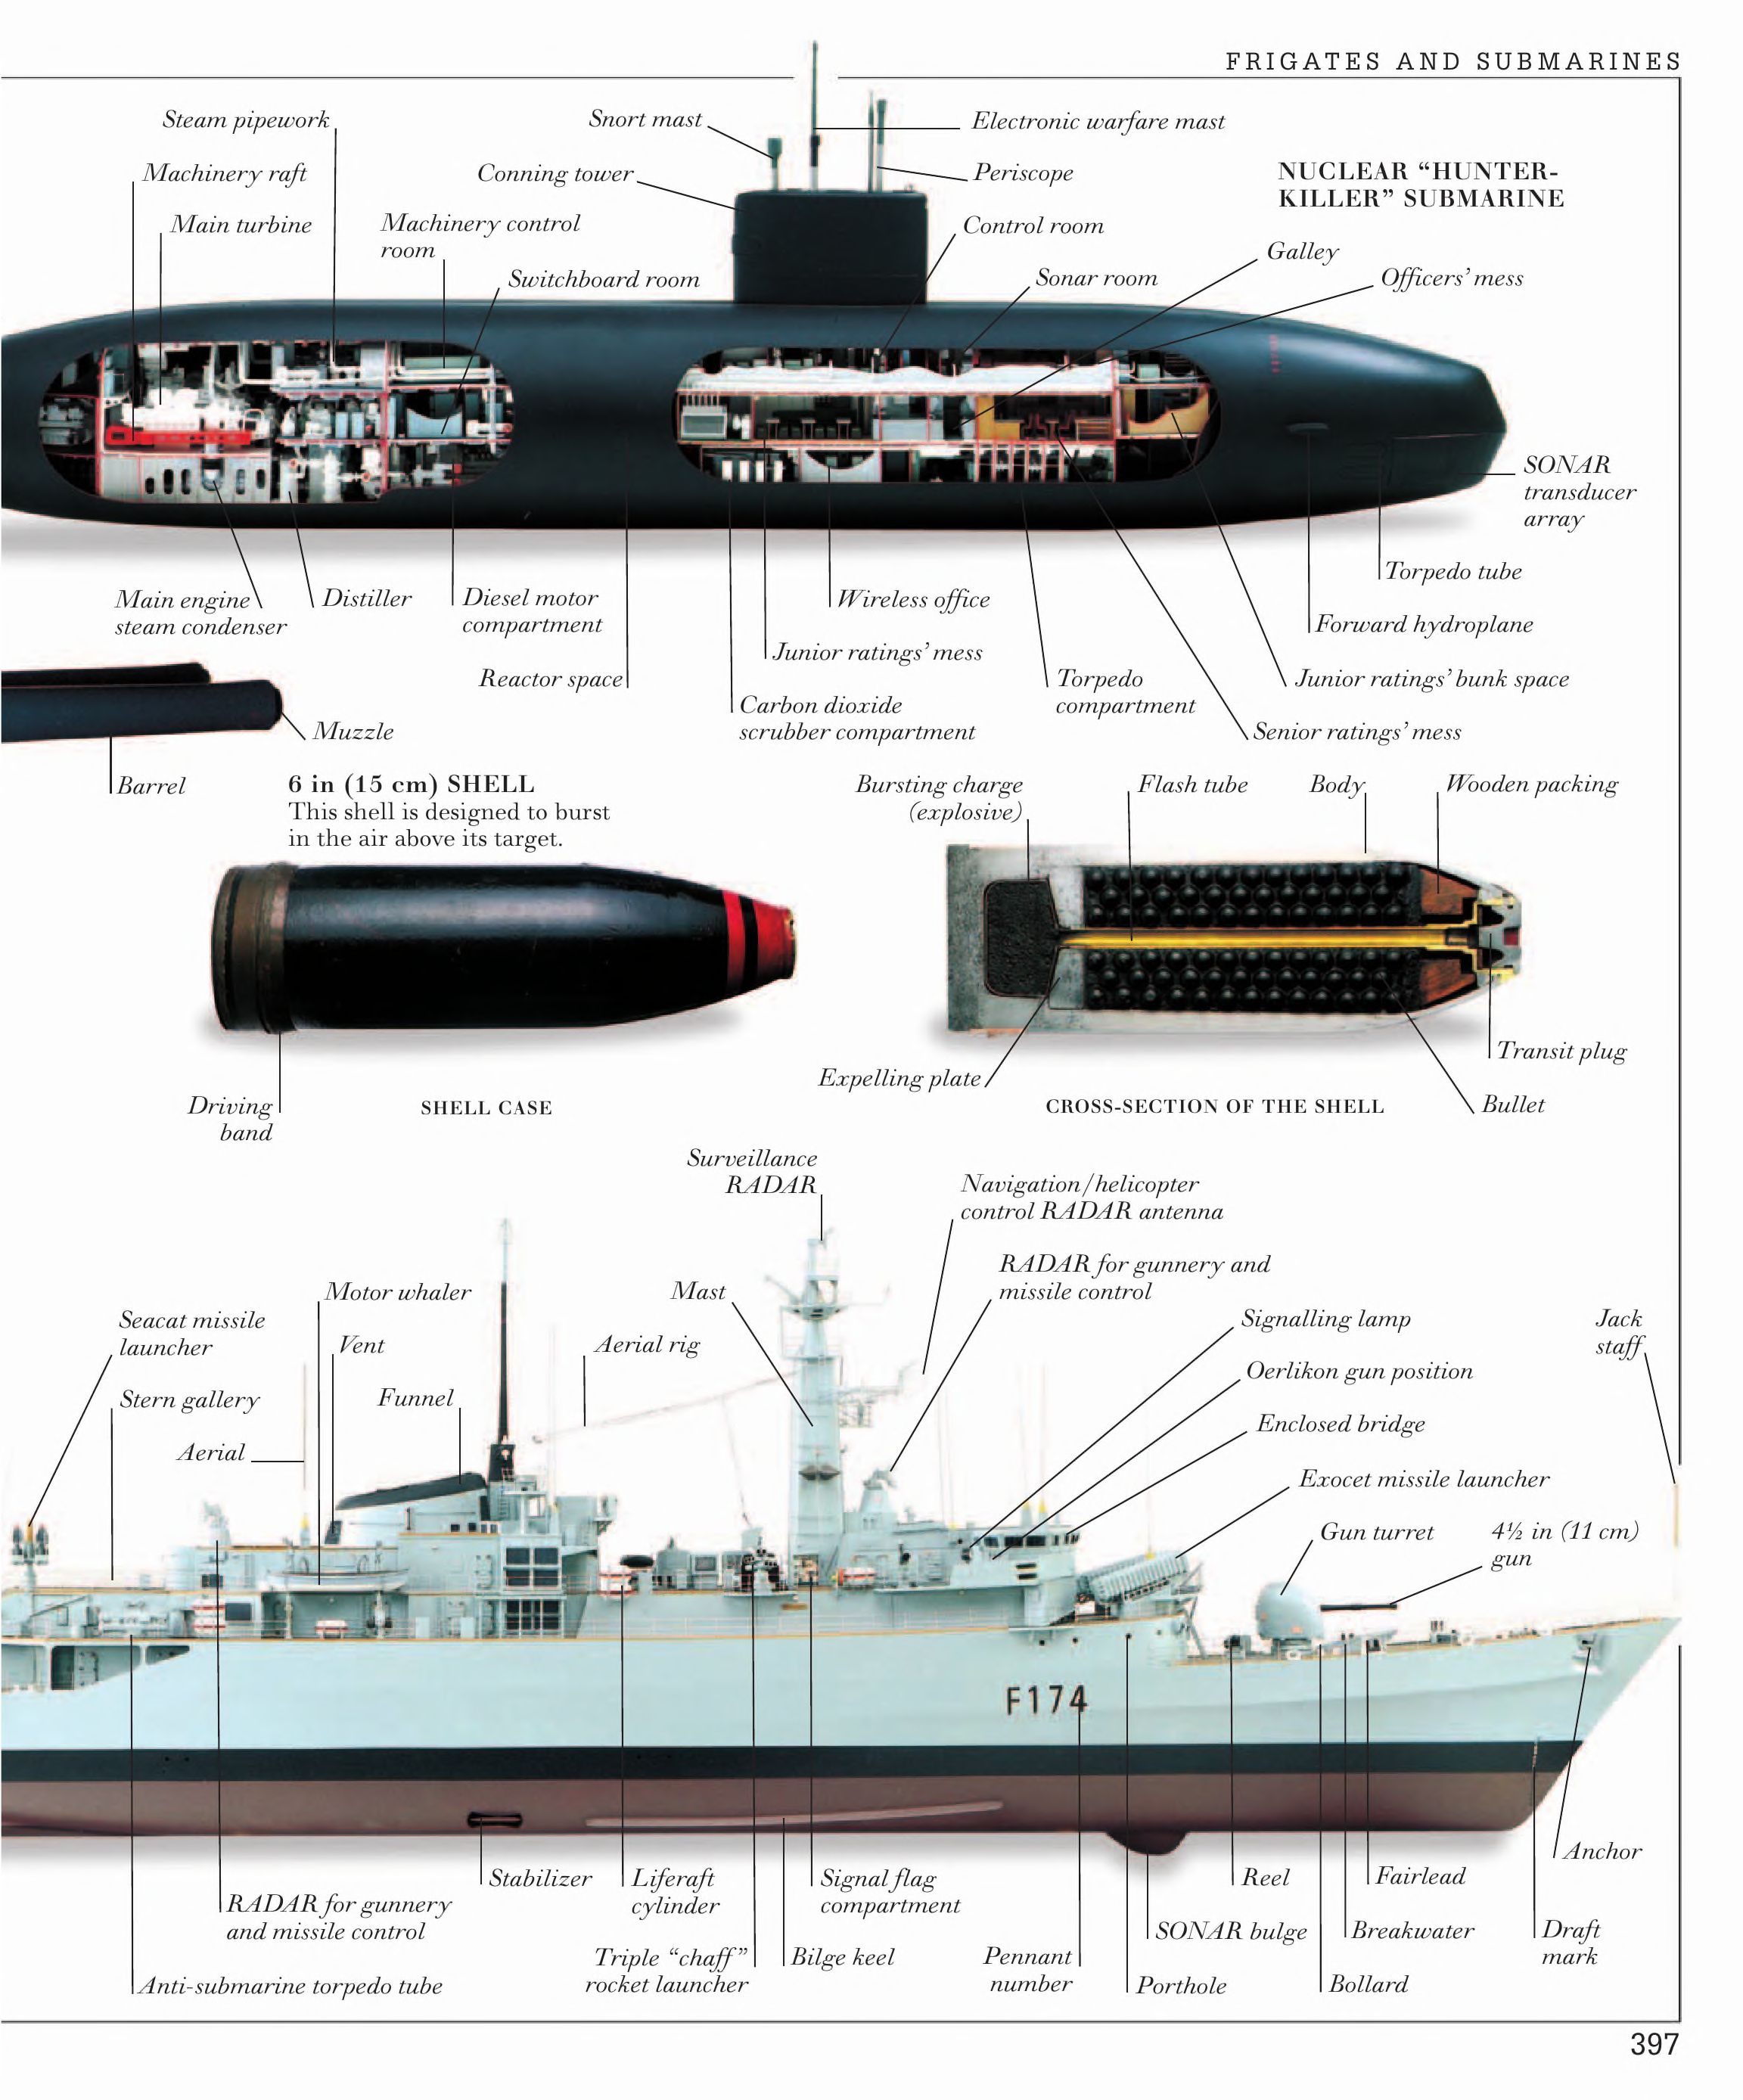 FRIGATES AND SUBMARINES
Steam pipework
Snort mast
Electronic warfare mast
Machinery raft
Conning tower
Periscope
NUCLEAR “HUNTER-
KILLER” SUBMARINE
Main turbine
Machinery control
room
Control room
Galley
Switchboard room
Sonar room
Officers’ mess
SONAR
transducer
array
Torpedo tube
Main engine
steam condenser
Distiller
Diesel motor
compartment
Wireless office
Forward hydroplane
Junior ratings’ mess
Reactor space
Torpedo
compartment
Junior ratings’ bunk space
Carbon dioxide
scrubber compartment
Senior ratings’ mess
Muzzle
Barrel
6 in (15 cm) SHELL
This shell is designed to burst
in the air above its target.
Bursting charge
(explosive)
Flash tube
Body
Wooden packing
Transit plug
Expelling plate
Bullet
Driving
band
SHELL CASE
CROSS-SECTION OF THE SHELL
Surveillance
RADAR
Navigation/helicopter
control RADAR antenna
RADAR for gunnery and
missile control
Motor whaler
Mast
Seacat missile
launcher
Signalling lamp
Jack
staff
Vent
Aerial rig
Oerlikon gun position
Stern gallery
Funnel
Enclosed bridge
Aerial
Exocet missile launcher
Gun turret
4½ in (11 cm)
gun
F174
Anchor
Stabilizer
Liferaft
cylinder
Signal flag
compartment
Reel
Fairlead
RADAR for gunnery
and missile control
SONAR bulge
Breakwater
Draft
mark
Triple “chaff”
rocket launcher
Bilge keel
Pennant
number
Anti-submarine torpedo tube
Porthole
Bollard
397